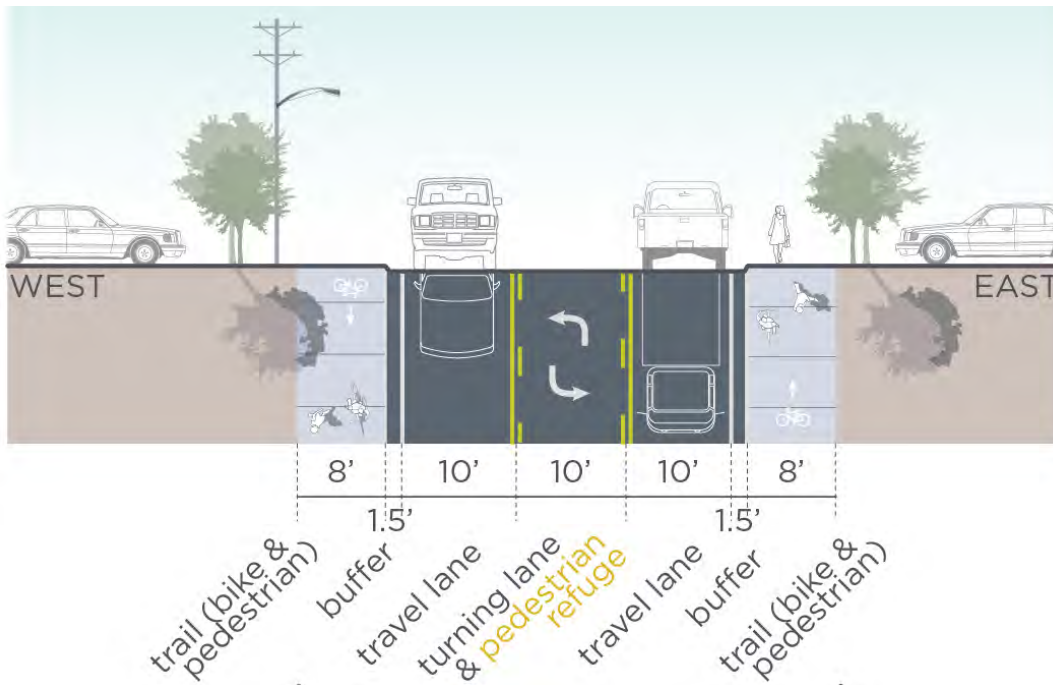 WEST
EAST
8’
10’
10’
10’
8’
1.5’
1.5’
trail (bike &
pedestrian)
buffer
travel lane
turning lane
& pedestrian
refuge
travel lane
buffer
trail (bike &
pedestrian)